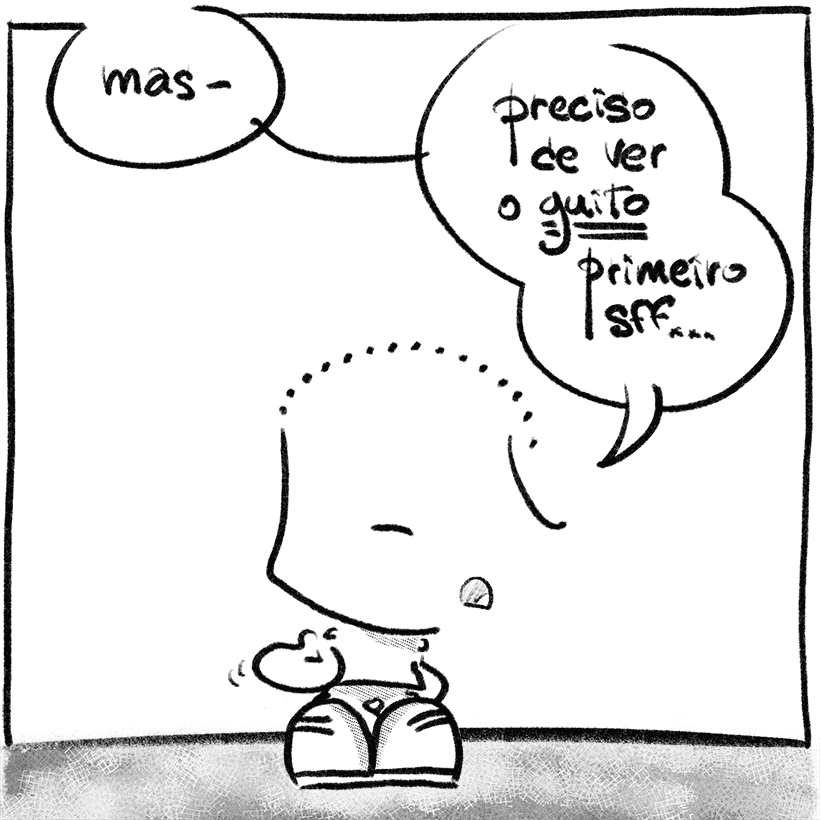 mas-
preciso
de ver
o guito
primeiro
sff...